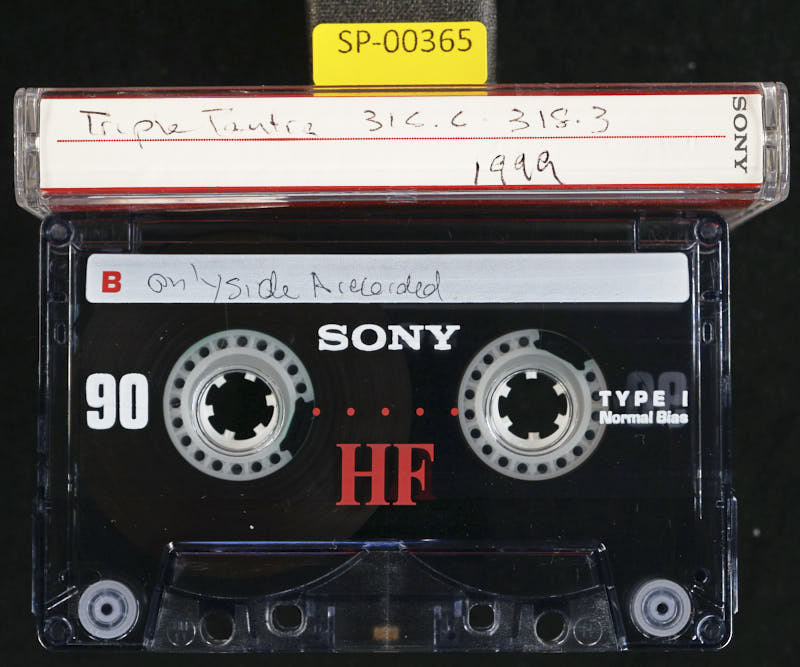 SP-00365
Triple Tantra 316.6 - 318.3
SONY
1999
B only side A recorded
SONY
90
TYPE I
Normal Bias
HF